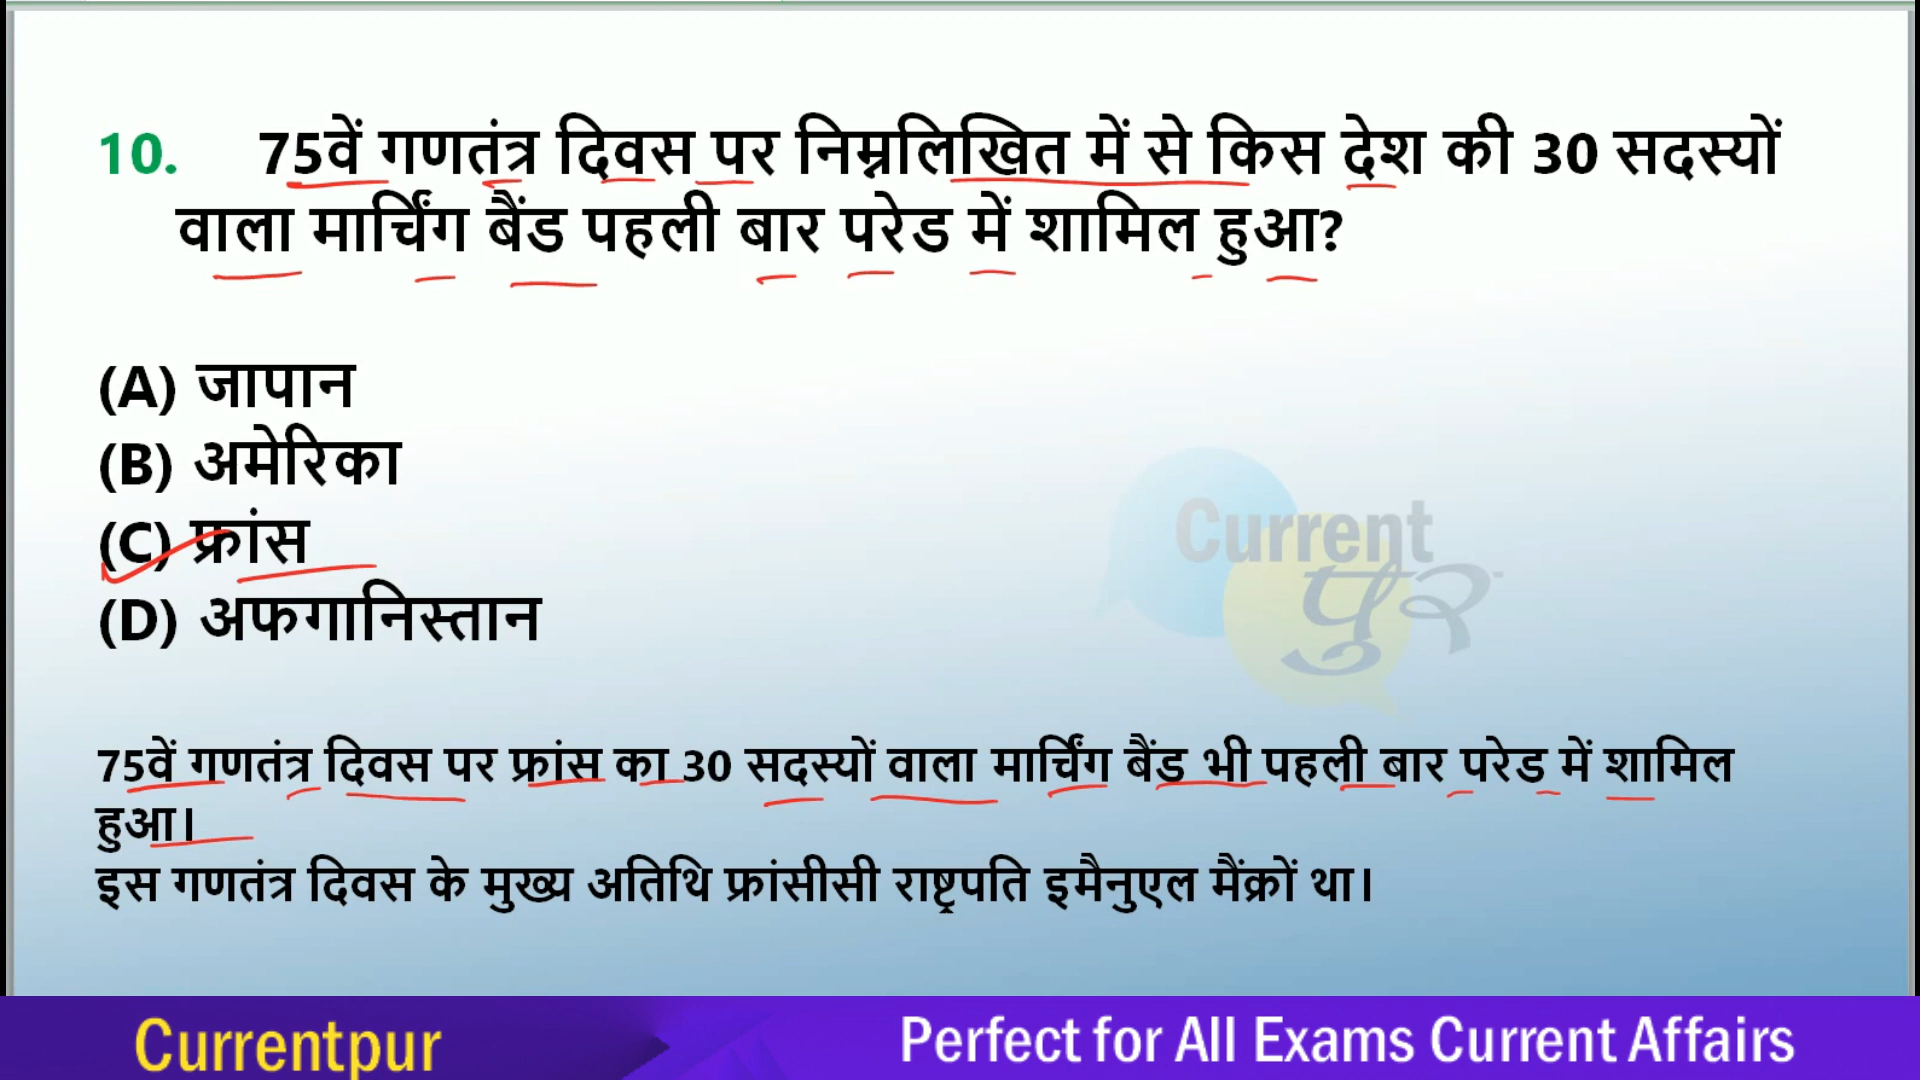 10. 75वें गणतंत्र दिवस पर निम्नलिखित में से किस देश की 30 सदस्यों
वाला मार्चिंग बैंड पहली बार परेड में शामिल हुआ?
(A) जापान
(B) अमेरिका
(C) फ्रांस
(D) अफगानिस्तान
Current
पुर
75वें गणतंत्र दिवस पर फ्रांस का 30 सदस्यों वाला मार्चिंग बैंड भी पहली बार परेड में शामिल
हुआ।
इस गणतंत्र दिवस के मुख्य अतिथि फ्रांसीसी राष्ट्रपति इमैनुएल मैंक्रों था।
Currentpur
Perfect for All Exams Current Affairs